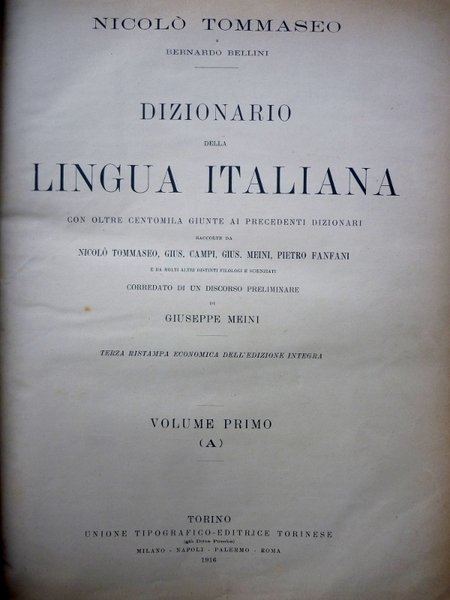 NICOLÒ TOMMASEO
E
BERNARDO BELLINI
DIZIONARIO
DELLA
LINGUA ITALIANA
CON OLTRE CENTOMILA GIUNTE AI PRECEDENTI DIZIONARI
RACCOLTE DA
NICOLÒ TOMMASEO, GIUS. CAMPI, GIUS. MEINI, PIETRO FANFANI
E DA MOLTI ALTRI DISTINTI FILOLOGI E SCIENZIATI
CORREDATO DI UN DISCORSO PRELIMINARE
DI
GIUSEPPE MEINI
TERZA RISTAMPA ECONOMICA DELL'EDIZIONE INTEGRA
VOLUME PRIMO
(A)
TORINO
UNIONE TIPOGRAFICO-EDITRICE TORINESE
(già Ditta Pomba)
MILANO - NAPOLI - PALERMO - ROMA
1916